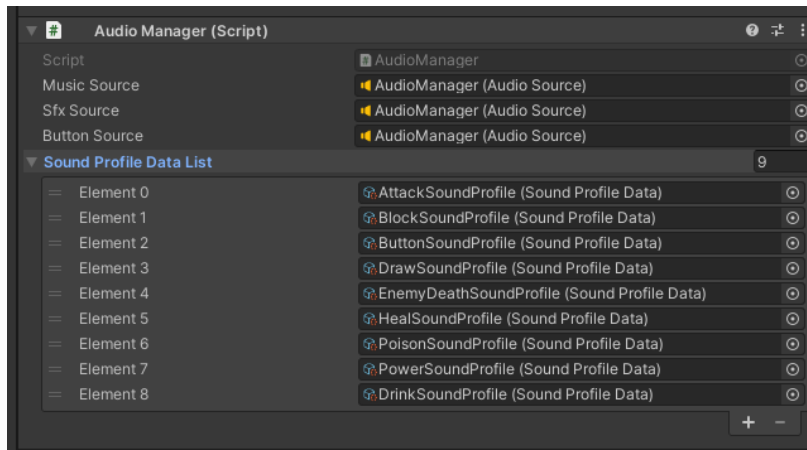 # Audio Manager (Script)
Script # AudioManager
Music Source AudioManager (Audio Source)
Sfx Source AudioManager (Audio Source)
Button Source AudioManager (Audio Source)
Sound Profile Data List 9
Element 0 AttackSoundProfile (Sound Profile Data)
Element 1 BlockSoundProfile (Sound Profile Data)
Element 2 ButtonSoundProfile (Sound Profile Data)
Element 3 DrawSoundProfile (Sound Profile Data)
Element 4 EnemyDeathSoundProfile (Sound Profile Data)
Element 5 HealSoundProfile (Sound Profile Data)
Element 6 PoisonSoundProfile (Sound Profile Data)
Element 7 PowerSoundProfile (Sound Profile Data)
Element 8 DrinkSoundProfile (Sound Profile Data)
+ −